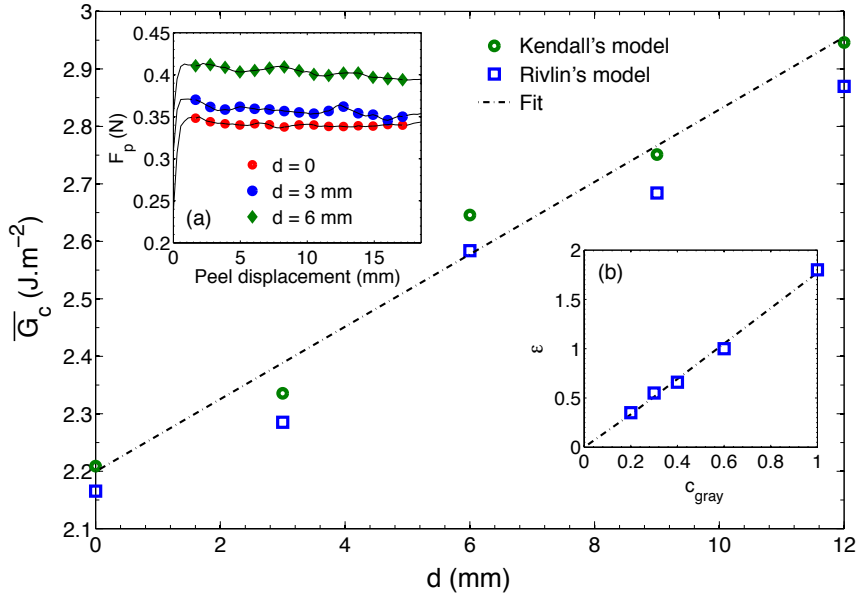 3
2.9
2.8
2.7
2.6
2.5
2.4
2.3
2.2
2.1
0
2
4
6
8
10
12
d (mm)
G_c (J.m⁻²)
Kendall's model
Rivlin's model
Fit
0.45
0.4
0.35
0.3
0.25
0.2
0
5
10
15
F_p (N)
Peel displacement (mm)
d = 0
d = 3 mm
d = 6 mm
(a)
2
1.5
1
0.5
0
0
0.2
0.4
0.6
0.8
1
ε
c_gray
(b)